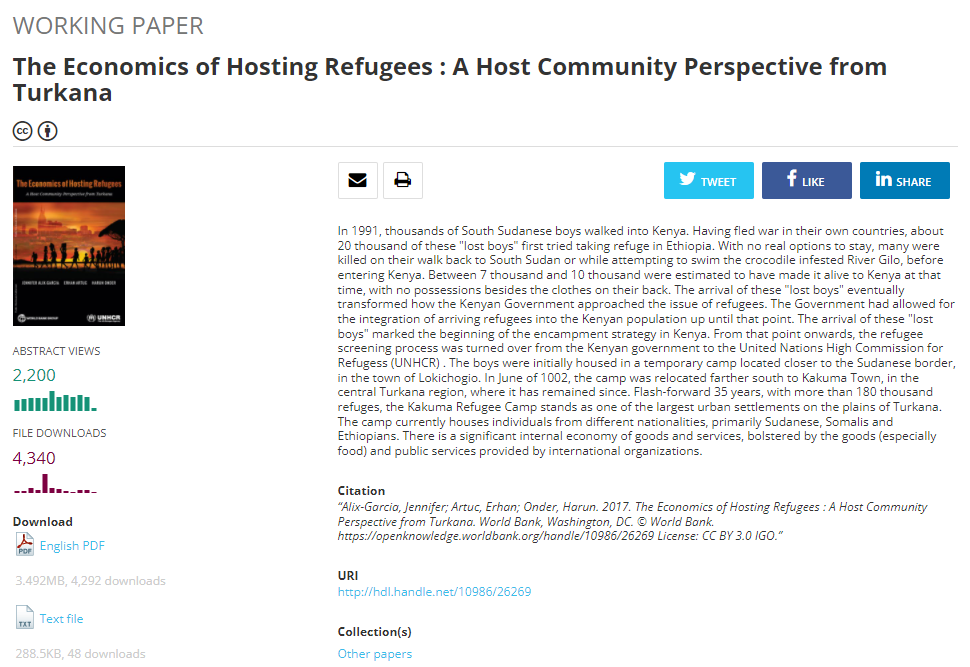 WORKING PAPER
The Economics of Hosting Refugees : A Host Community Perspective from
Turkana
cc
The Economics of Hosting Refugees
A Host Community Perspective from Turkana
JENNIFER ALIX-GARCIA ERHAN ARTUC HARUN ONDER
WORLD BANK GROUP UNHCR
ABSTRACT VIEWS
2,200
FILE DOWNLOADS
4,340
Download
PDF
English PDF
3.492MB, 4,292 downloads
TXT
Text file
288.5KB, 48 downloads
TWEET
f LIKE
in SHARE
In 1991, thousands of South Sudanese boys walked into Kenya. Having fled war in their own countries, about
20 thousand of these "lost boys" first tried taking refuge in Ethiopia. With no real options to stay, many were
killed on their walk back to South Sudan or while attempting to swim the crocodile infested River Gilo, before
entering Kenya. Between 7 thousand and 10 thousand were estimated to have made it alive to Kenya at that
time, with no possessions besides the clothes on their back. The arrival of these "lost boys" eventually
transformed how the Kenyan Government approached the issue of refugees. The Government had allowed for
the integration of arriving refugees into the Kenyan population up until that point. The arrival of these "lost
boys" marked the beginning of the encampment strategy in Kenya. From that point onwards, the refugee
screening process was turned over from the Kenyan government to the United Nations High Commission for
Refugess (UNHCR) . The boys were initially housed in a temporary camp located closer to the Sudanese border,
in the town of Lokichogio. In June of 1002, the camp was relocated farther south to Kakuma Town, in the
central Turkana region, where it has remained since. Flash-forward 35 years, with more than 180 thousand
refuges, the Kakuma Refugee Camp stands as one of the largest urban settlements on the plains of Turkana.
The camp currently houses individuals from different nationalities, primarily Sudanese, Somalis and
Ethiopians. There is a significant internal economy of goods and services, bolstered by the goods (especially
food) and public services provided by international organizations.
Citation
“Alix-Garcia, Jennifer; Artuc, Erhan; Onder, Harun. 2017. The Economics of Hosting Refugees : A Host Community
Perspective from Turkana. World Bank, Washington, DC. © World Bank.
https://openknowledge.worldbank.org/handle/10986/26269 License: CC BY 3.0 IGO.”
URI
http://hdl.handle.net/10986/26269
Collection(s)
Other papers